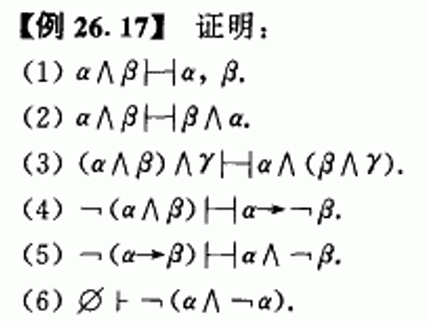 【例 26.17】 证明：
(1) α∧β├┤α, β.
(2) α∧β├┤β∧α.
(3) (α∧β)∧γ├┤α∧(β∧γ).
(4) ¬(α∧β)├┤α→¬β.
(5) ¬(α→β)├┤α∧¬β.
(6) ∅⊢¬(α∧¬α).